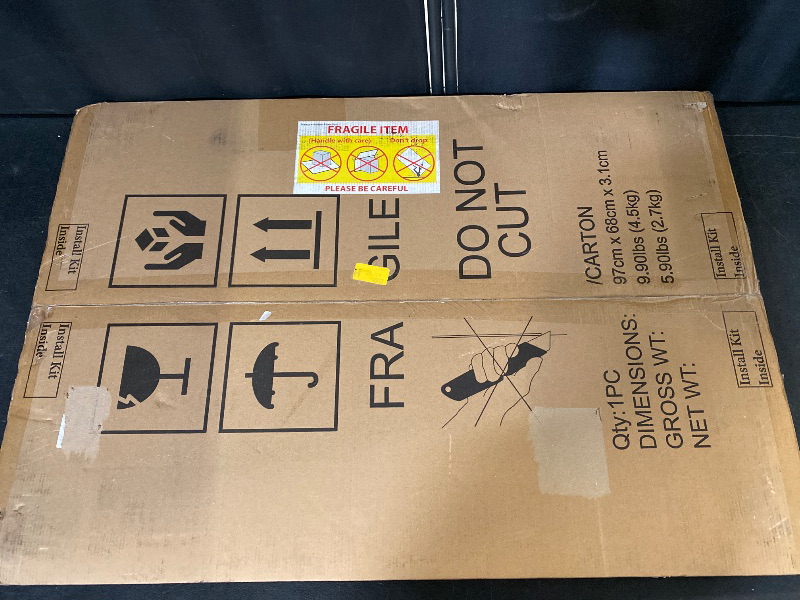 FRAGILE ITEM
(Handle with care) Don't drop
PLEASE BE CAREFUL
FRAGILE
DO NOT
CUT
Qty:1PC /CARTON
DIMENSIONS: 97cm x 68cm x 3.1cm
GROSS WT: 9.90lbs (4.5kg)
NET WT: 5.90lbs (2.7kg)
Install Kit
Inside
Install Kit
Inside
Install Kit
Inside
Install Kit
Inside